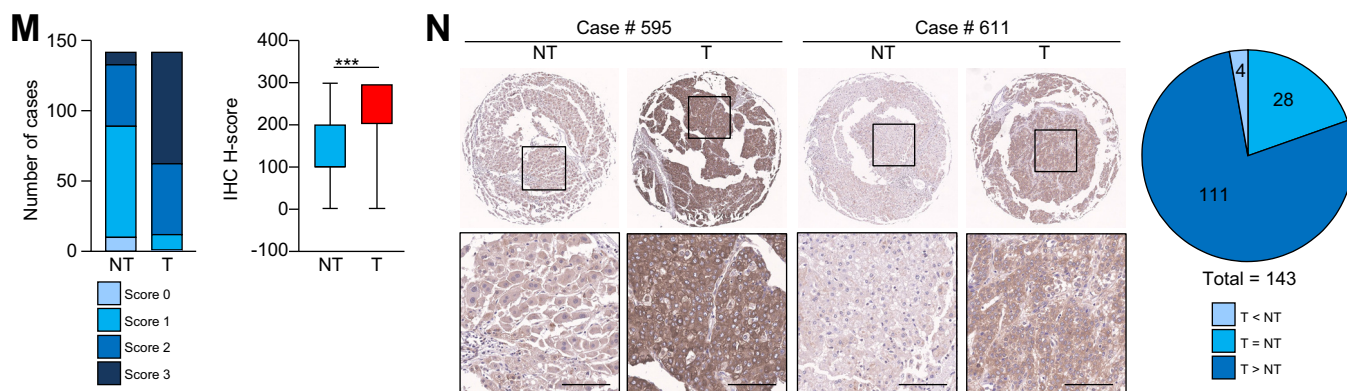 M
Number of cases
150
100
50
0
NT
T
Score 0
Score 1
Score 2
Score 3
IHC H-score
400
300
200
100
0
-100
***
NT
T
N
Case # 595
NT
T
Case # 611
NT
T
4
28
111
Total = 143
T < NT
T = NT
T > NT